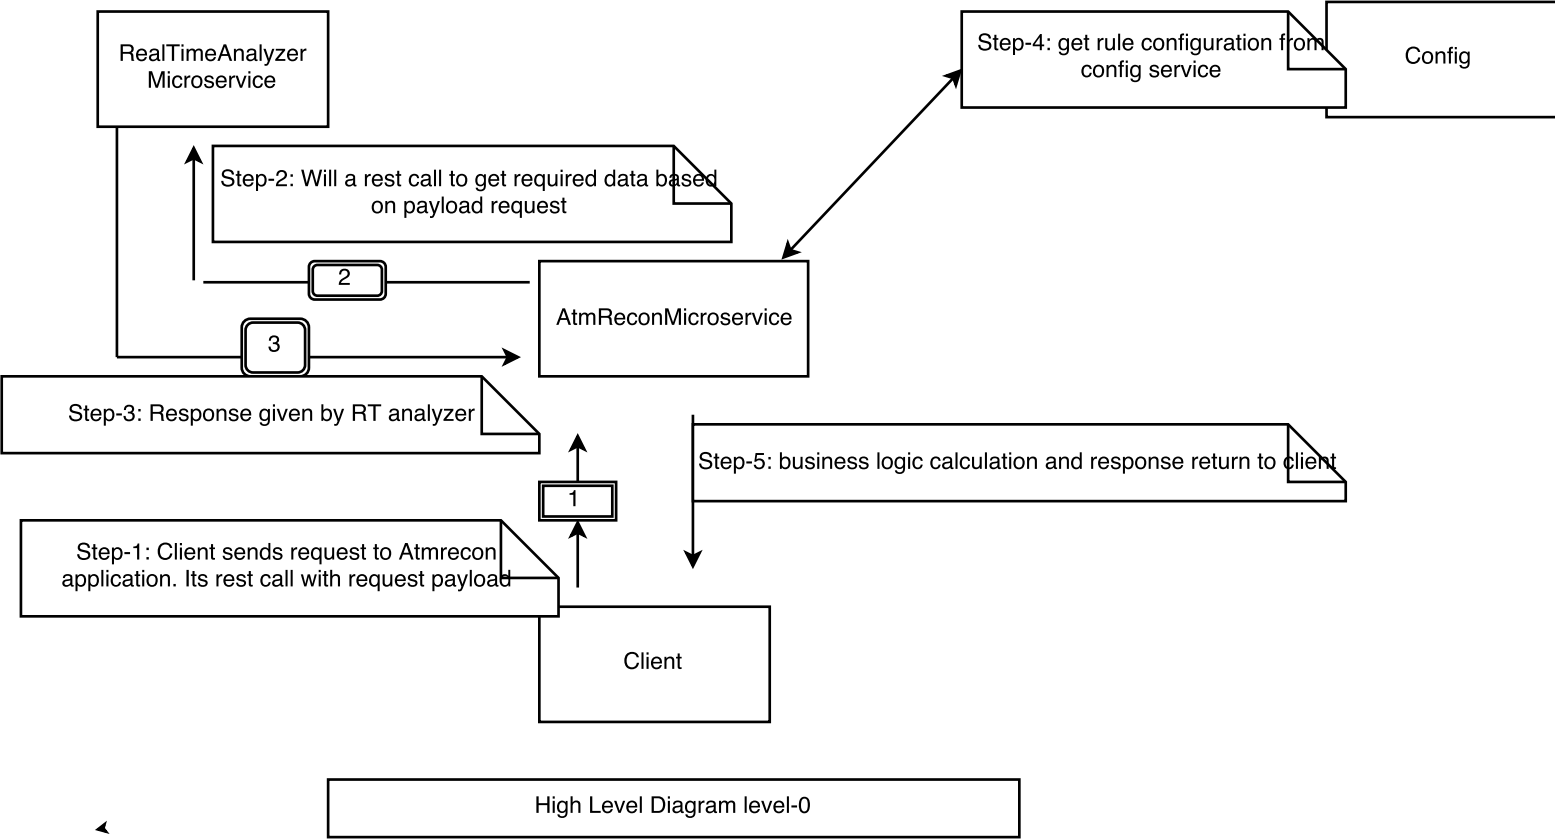 RealTimeAnalyzer
Microservice
Step-4: get rule configuration from
config service
Config
Step-2: Will a rest call to get required data based
on payload request
2
AtmReconMicroservice
3
Step-3: Response given by RT analyzer
Step-5: business logic calculation and response return to client
1
Step-1: Client sends request to Atmrecon
application. Its rest call with request payload
Client
High Level Diagram level-0